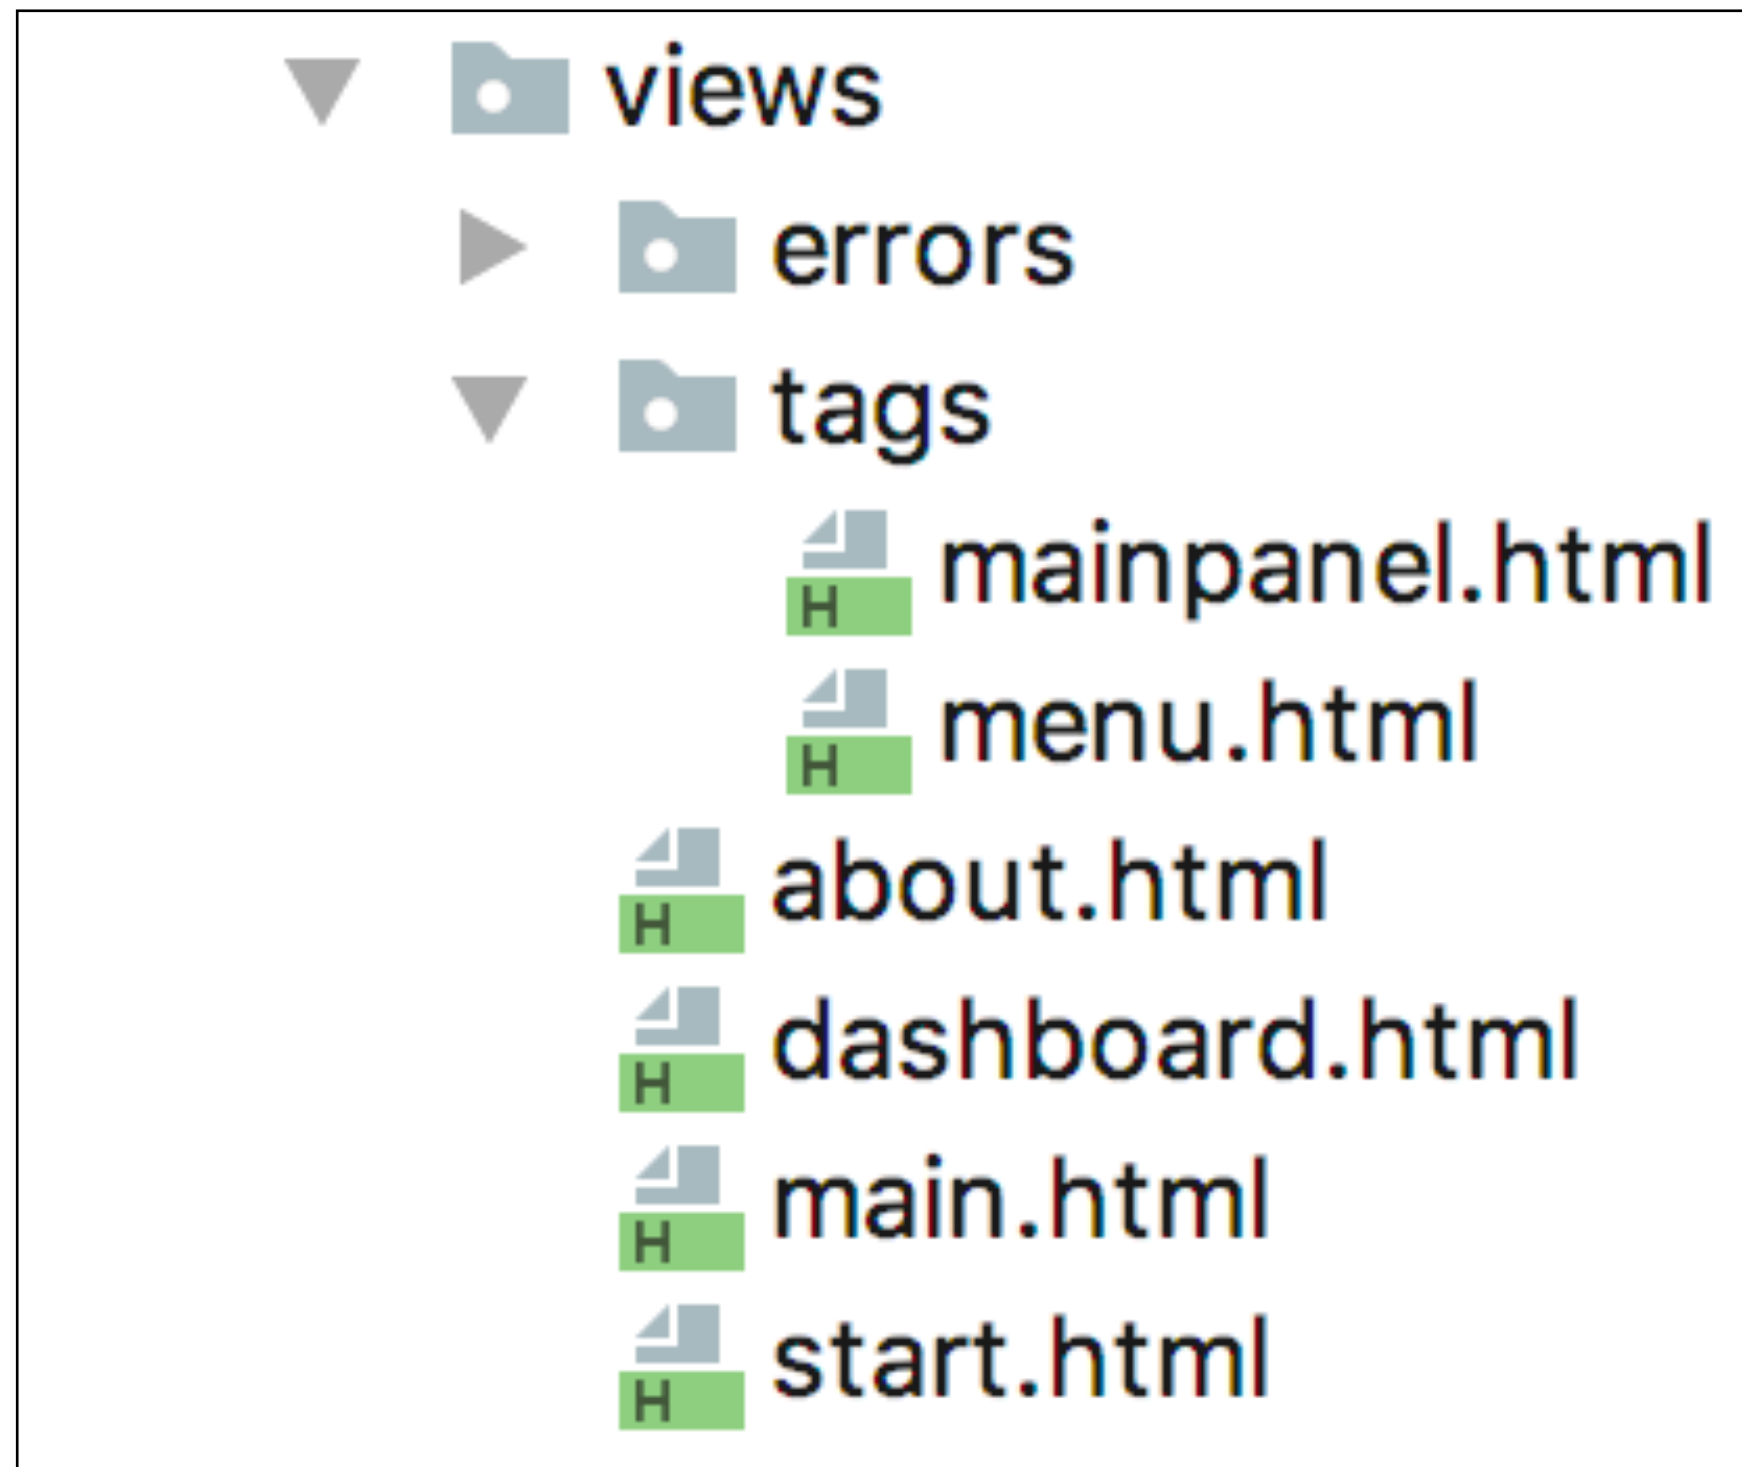 views
errors
tags
H mainpanel.html
H menu.html
H about.html
H dashboard.html
H main.html
H start.html